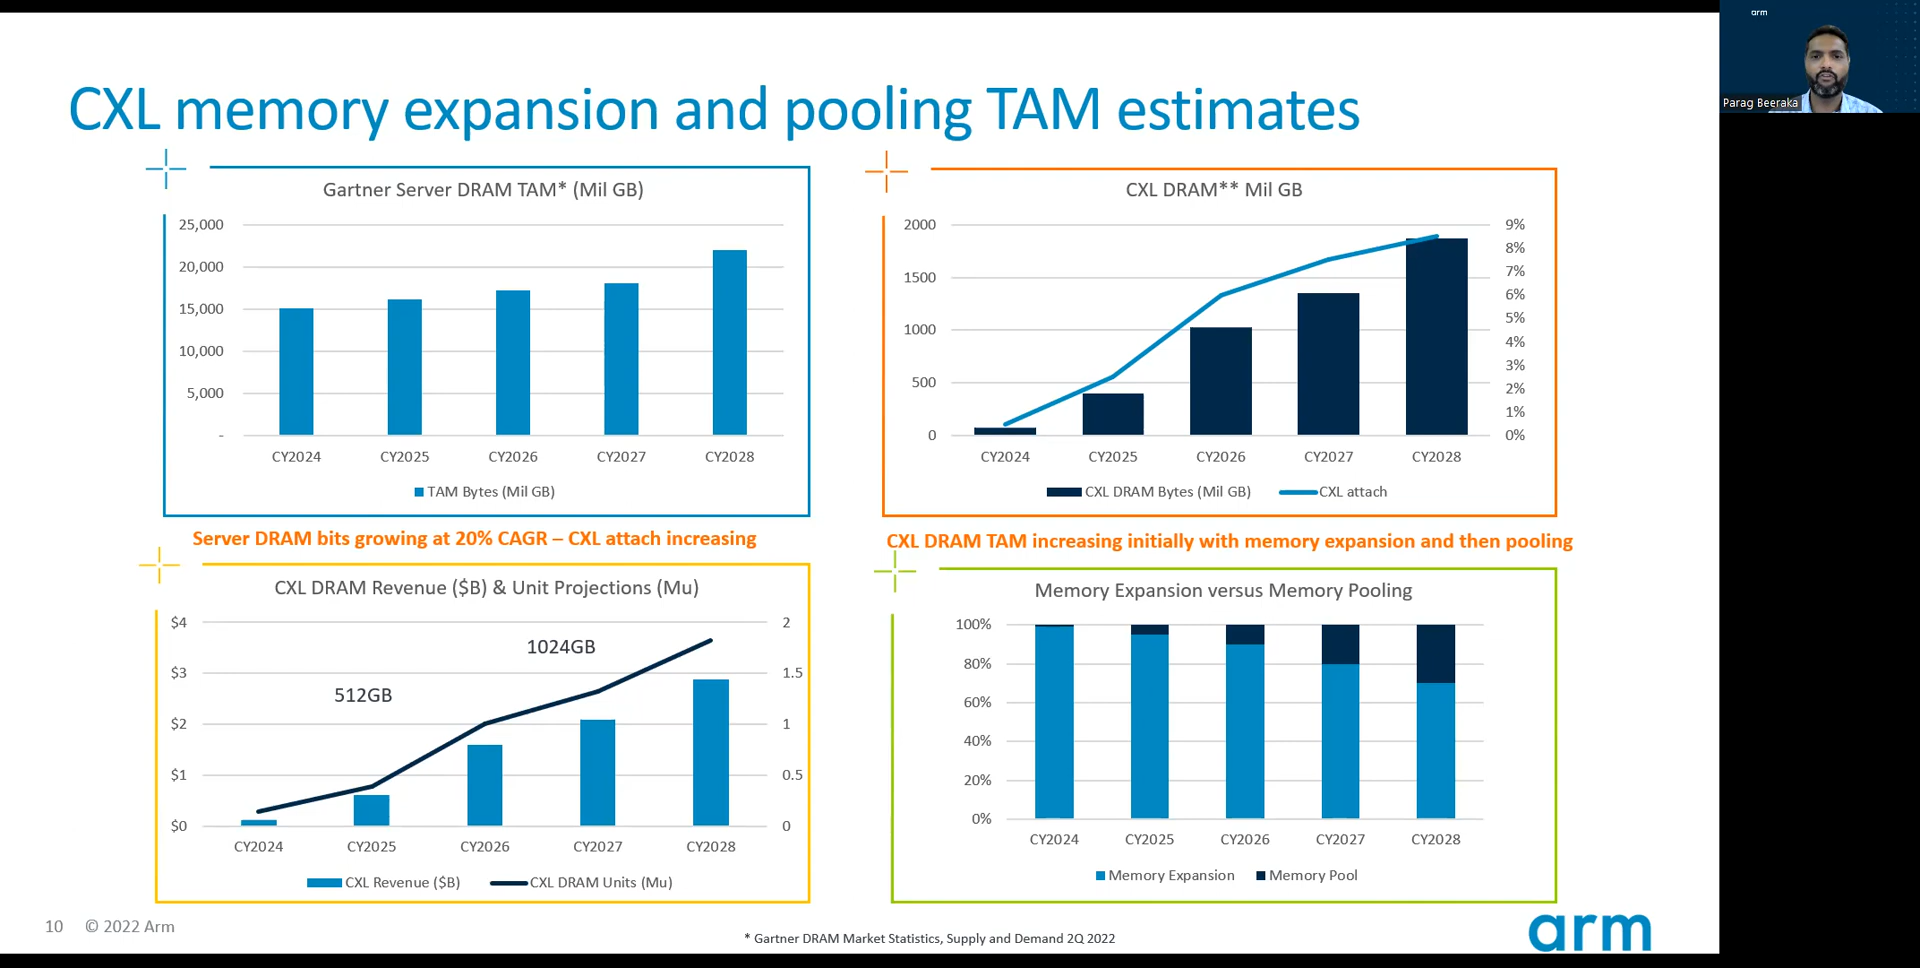 CXL memory expansion and pooling TAM estimates
arm
Parag Beeraka
Gartner Server DRAM TAM* (Mil GB)
25,000
20,000
15,000
10,000
5,000
-
CY2024 CY2025 CY2026 CY2027 CY2028
TAM Bytes (Mil GB)
CXL DRAM** Mil GB
2000 9%
8%
1500 7%
6%
1000 5%
4%
3%
500 2%
1%
0 0%
CY2024 CY2025 CY2026 CY2027 CY2028
CXL DRAM Bytes (Mil GB) CXL attach
Server DRAM bits growing at 20% CAGR – CXL attach increasing
CXL DRAM TAM increasing initially with memory expansion and then pooling
CXL DRAM Revenue ($B) & Unit Projections (Mu)
$4 2
1024GB
$3 1.5
512GB
$2 1
$1 0.5
$0 0
CY2024 CY2025 CY2026 CY2027 CY2028
CXL Revenue ($B) CXL DRAM Units (Mu)
Memory Expansion versus Memory Pooling
100%
80%
60%
40%
20%
0%
CY2024 CY2025 CY2026 CY2027 CY2028
Memory Expansion Memory Pool
10 © 2022 Arm
* Gartner DRAM Market Statistics, Supply and Demand 2Q 2022
arm